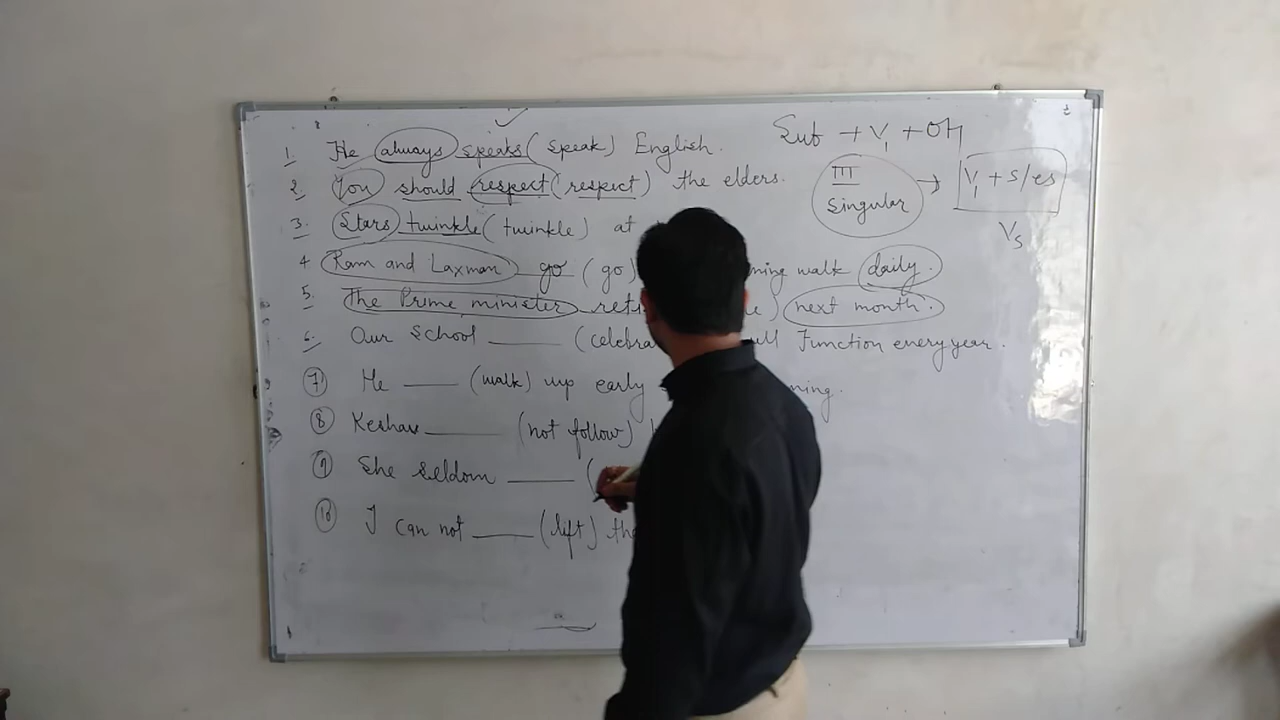 1 He always speaks (speak) English.
2. You should respect (respect) the elders.
3. Stars twinkle (twinkle) at
4 Ram and Laxman go (go) walk daily.
5. The Prime minister next month.
6. Our School ______ (celebra Function every year.
7) He ____ (walk) up early
8 Keshav ______ (not follow)
9 She Seldom ______ (
10 I can not ______ (lift) the
Sub + V1 + Obj
III Singular → V1 + s/es
Vs